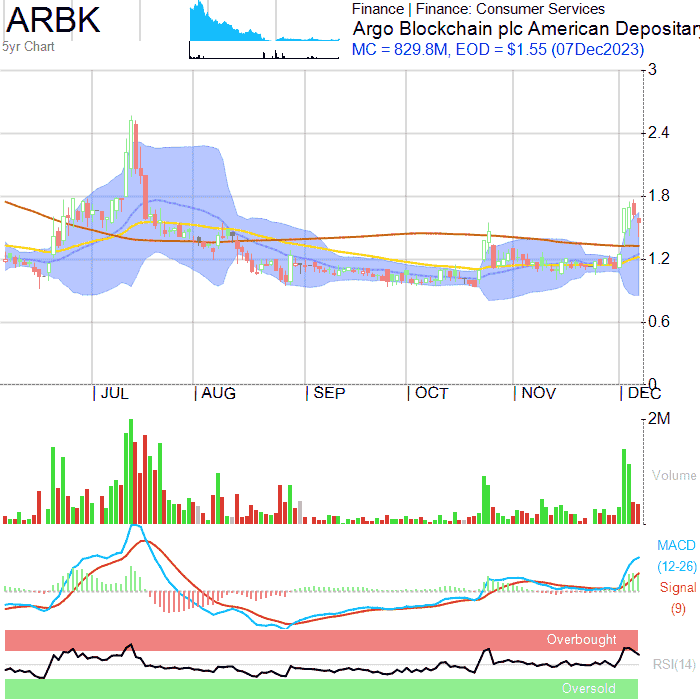 ARBK
5yr Chart
Finance | Finance: Consumer Services
Argo Blockchain plc American Depositary
MC = 829.8M, EOD = $1.55 (07Dec2023)
3
2.4
1.8
1.2
0.6
0
JUL AUG SEP OCT NOV DEC
2M
Volume
MACD
(12-26)
Signal
(9)
Overbought
RSI(14)
Oversold